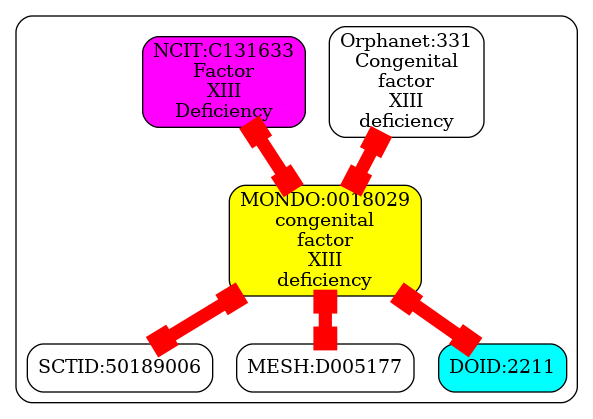 NCIT:C131633
Factor
XIII
Deficiency
Orphanet:331
Congenital
factor
XIII
deficiency
MONDO:0018029
congenital
factor
XIII
deficiency
SCTID:50189006
MESH:D005177
DOID:2211